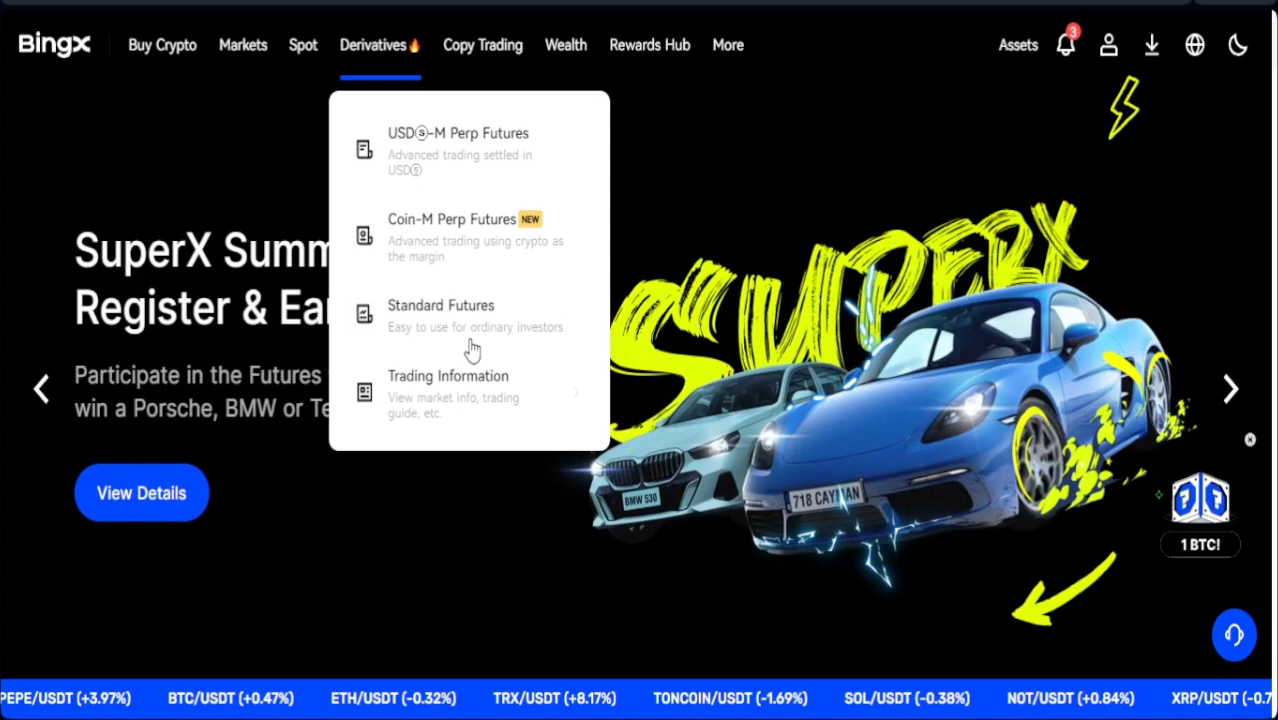 BingX
Buy Crypto
Markets
Spot
Derivatives🔥
Copy Trading
Wealth
Rewards Hub
More
Assets
3
USDⓈ-M Perp Futures
Advanced trading settled in
USDⓈ
Coin-M Perp Futures NEW
Advanced trading using crypto as
the margin
Standard Futures
Easy to use for ordinary investors
Trading Information
View market info, trading
guide, etc.
SuperX Summ
Register & Ear
Participate in the Futures
win a Porsche, BMW or Te
View Details
SUPERX
BMW 530
718 CAYMAN
? ?
1 BTC!
PEPE/USDT (+3.97%) BTC/USDT (+0.47%) ETH/USDT (-0.32%) TRX/USDT (+8.17%) TONCOIN/USDT (-1.69%) SOL/USDT (-0.38%) NOT/USDT (+0.84%) XRP/USDT (-0.7